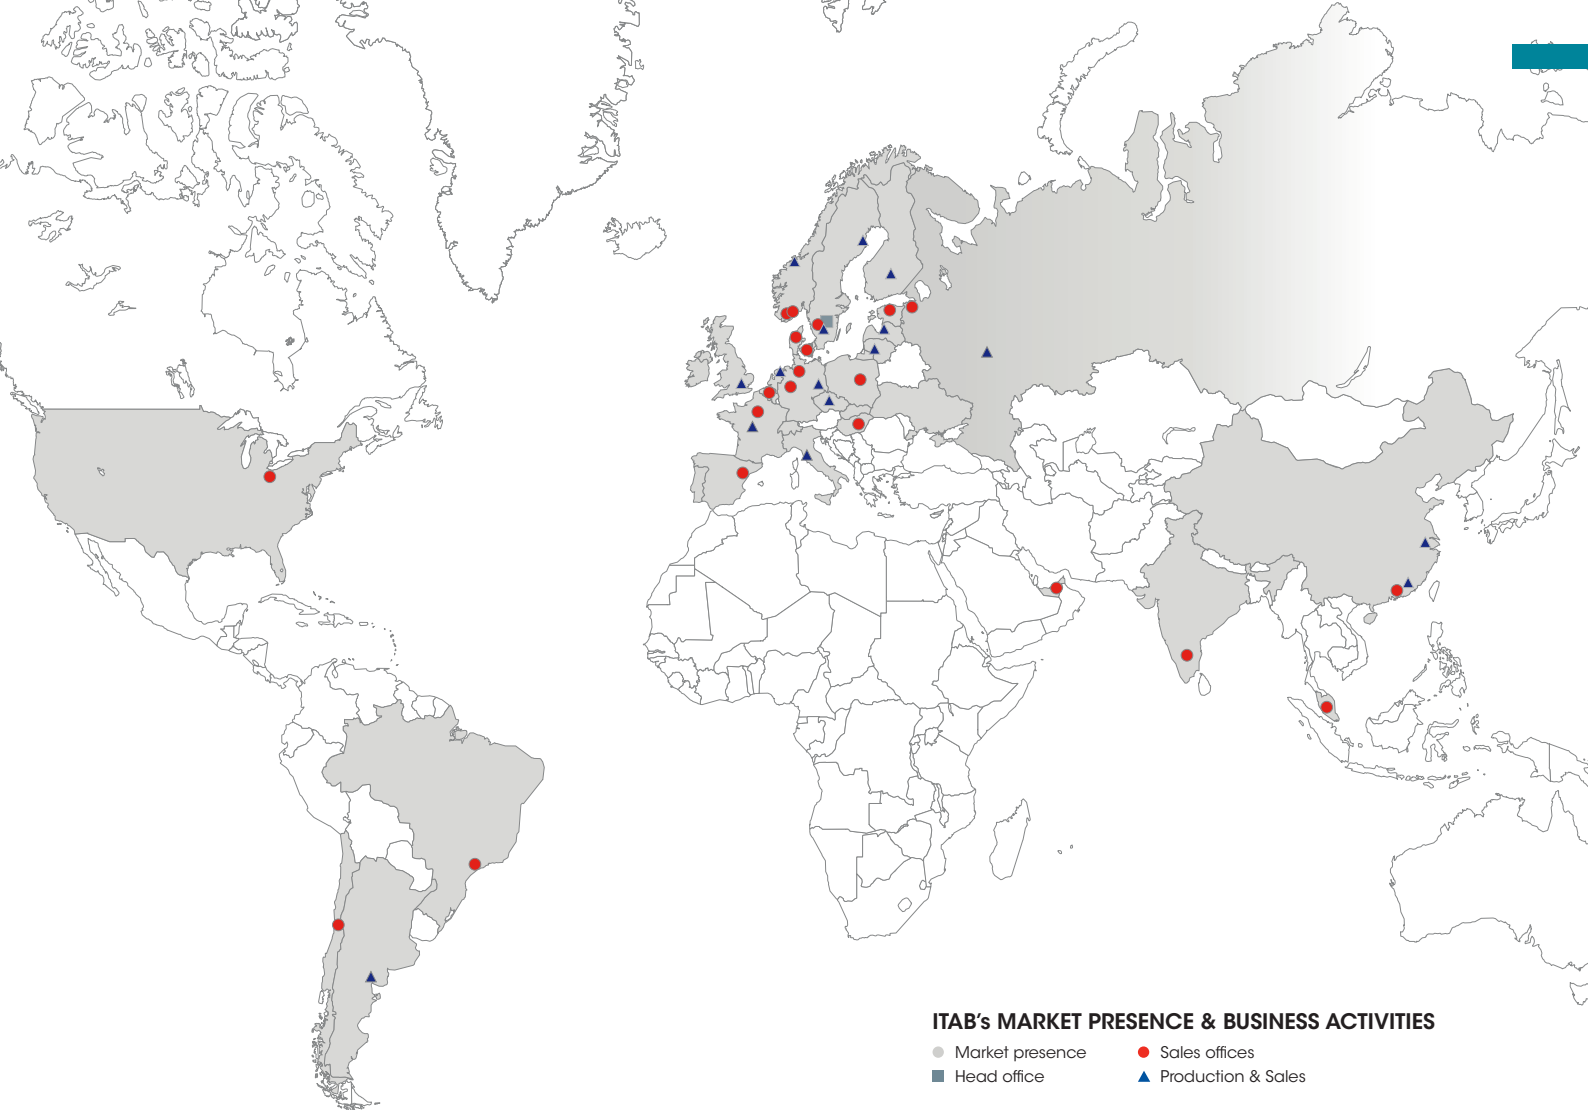 ITAB's MARKET PRESENCE & BUSINESS ACTIVITIES
Market presence
Sales offices
Head office
Production & Sales